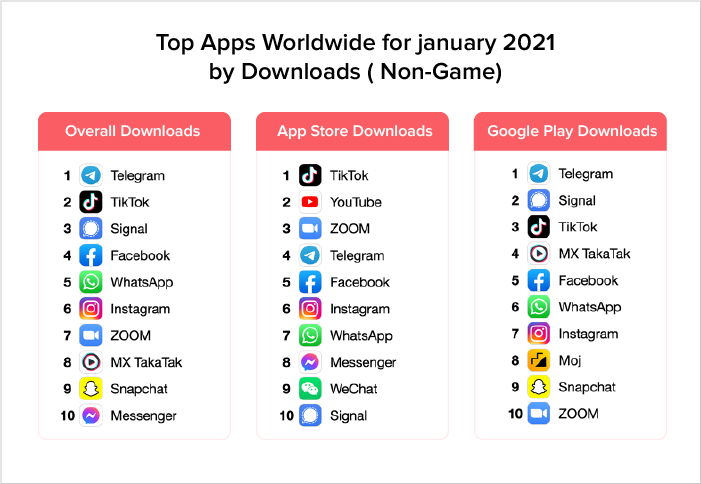 Top Apps Worldwide for january 2021
by Downloads ( Non-Game)
Overall Downloads
1 Telegram
2 TikTok
3 Signal
4 Facebook
5 WhatsApp
6 Instagram
7 ZOOM
8 MX TakaTak
9 Snapchat
10 Messenger
App Store Downloads
1 TikTok
2 YouTube
3 ZOOM
4 Telegram
5 Facebook
6 Instagram
7 WhatsApp
8 Messenger
9 WeChat
10 Signal
Google Play Downloads
1 Telegram
2 Signal
3 TikTok
4 MX TakaTak
5 Facebook
6 WhatsApp
7 Instagram
8 Moj
9 Snapchat
10 ZOOM